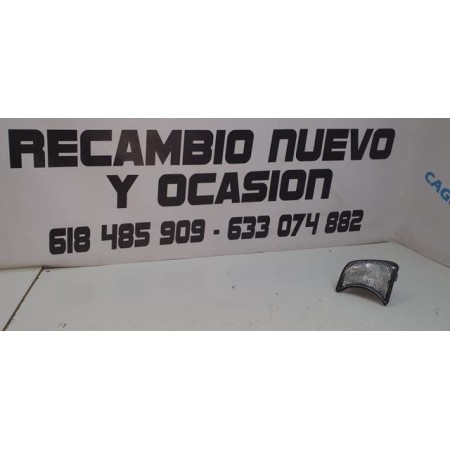 RECAMBIO NUEVO
Y OCASION
618 485 909 - 633 074 882